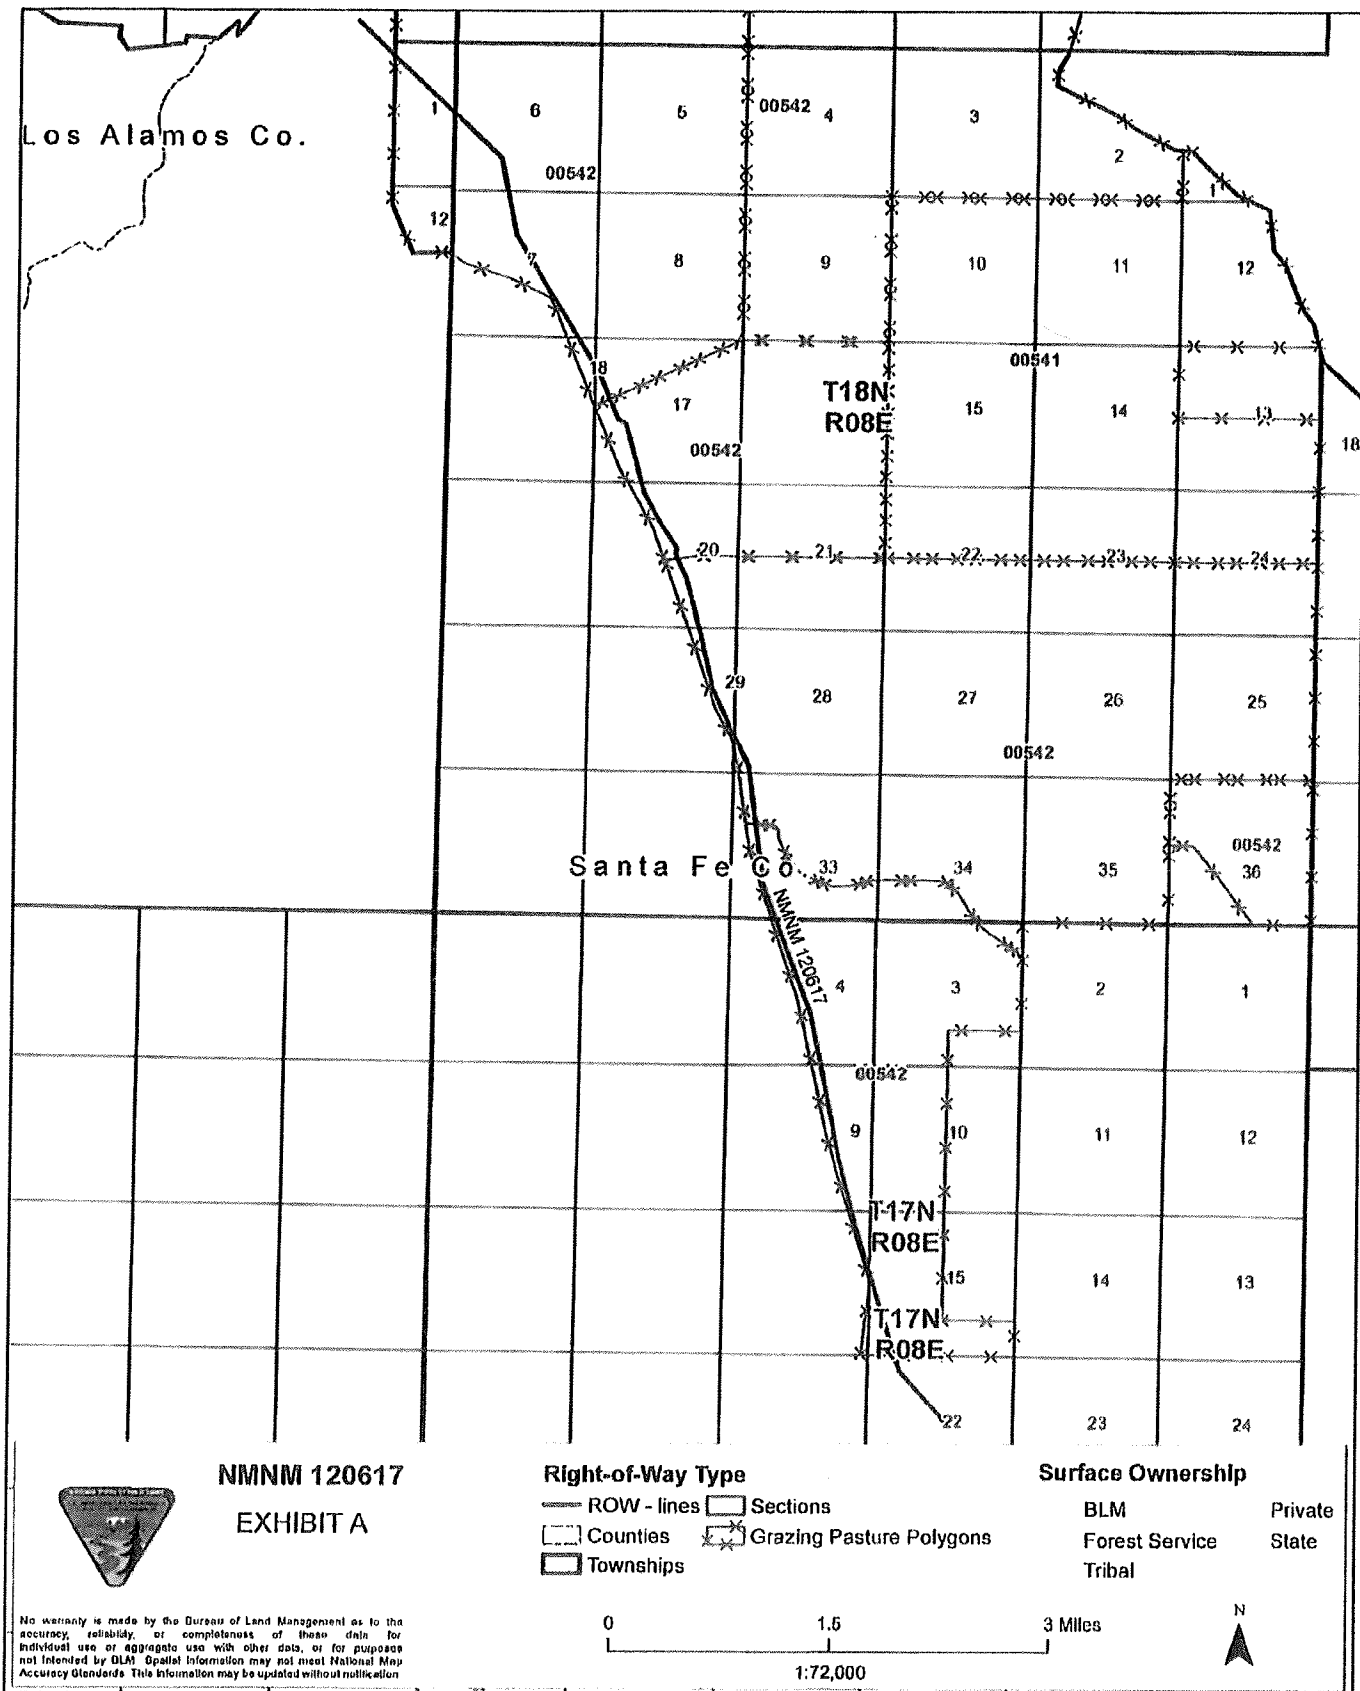 Los Alamos Co.
1
6
5
00542
4
3
2
1
00542
12
7
8
9
10
11
12
00541
18
17
T18N
R08E
15
14
13
18
00542
20
21
22
23
24
29
28
27
26
25
00542
Santa Fe Co.
33
34
35
00542
36
NMNM 120617
4
3
2
1
00542
9
10
11
12
T17N
R08E
15
14
13
T17N
R08E
22
23
24
NMNM 120617
EXHIBIT A
Right-of-Way Type
ROW - lines
Sections
Counties
Grazing Pasture Polygons
Townships
Surface Ownership
BLM
Private
Forest Service
State
Tribal
No warranty is made by the Bureau of Land Management as to the
accuracy, reliability, or completeness of these data for
individual use or aggregate use with other data, or for purposes
not intended by BLM. Spatial information may not meet National Map
Accuracy Standards. This information may be updated without notification
0
1.5
3 Miles
1:72,000
N